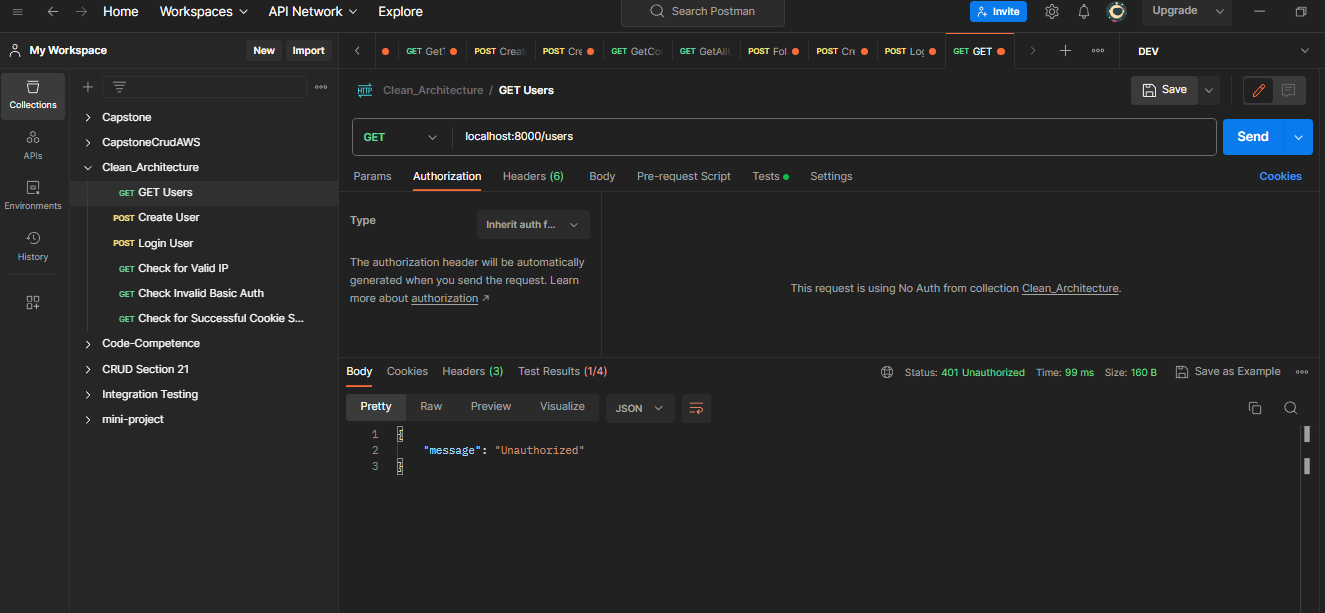 Home Workspaces API Network Explore Search Postman Invite Upgrade
My Workspace New Import GET GetT POST Creat POST Cre GET GetCo GET GetAllU POST Fol POST Cre POST Log GET GET DEV
Collections
APIs
Environments
History
Capstone
CapstoneCrudAWS
Clean_Architecture
GET GET Users
POST Create User
POST Login User
GET Check for Valid IP
GET Check Invalid Basic Auth
GET Check for Successful Cookie S...
Code-Competence
CRUD Section 21
Integration Testing
mini-project
HTTP Clean_Architecture / GET Users Save
GET localhost:8000/users Send
Params Authorization Headers (6) Body Pre-request Script Tests Settings Cookies
Type Inherit auth f...
The authorization header will be automatically
generated when you send the request. Learn
more about authorization ↗
This request is using No Auth from collection Clean_Architecture.
Body Cookies Headers (3) Test Results (1/4) Status: 401 Unauthorized Time: 99 ms Size: 160 B Save as Example
Pretty Raw Preview Visualize JSON
1 {
2 "message": "Unauthorized"
3 }